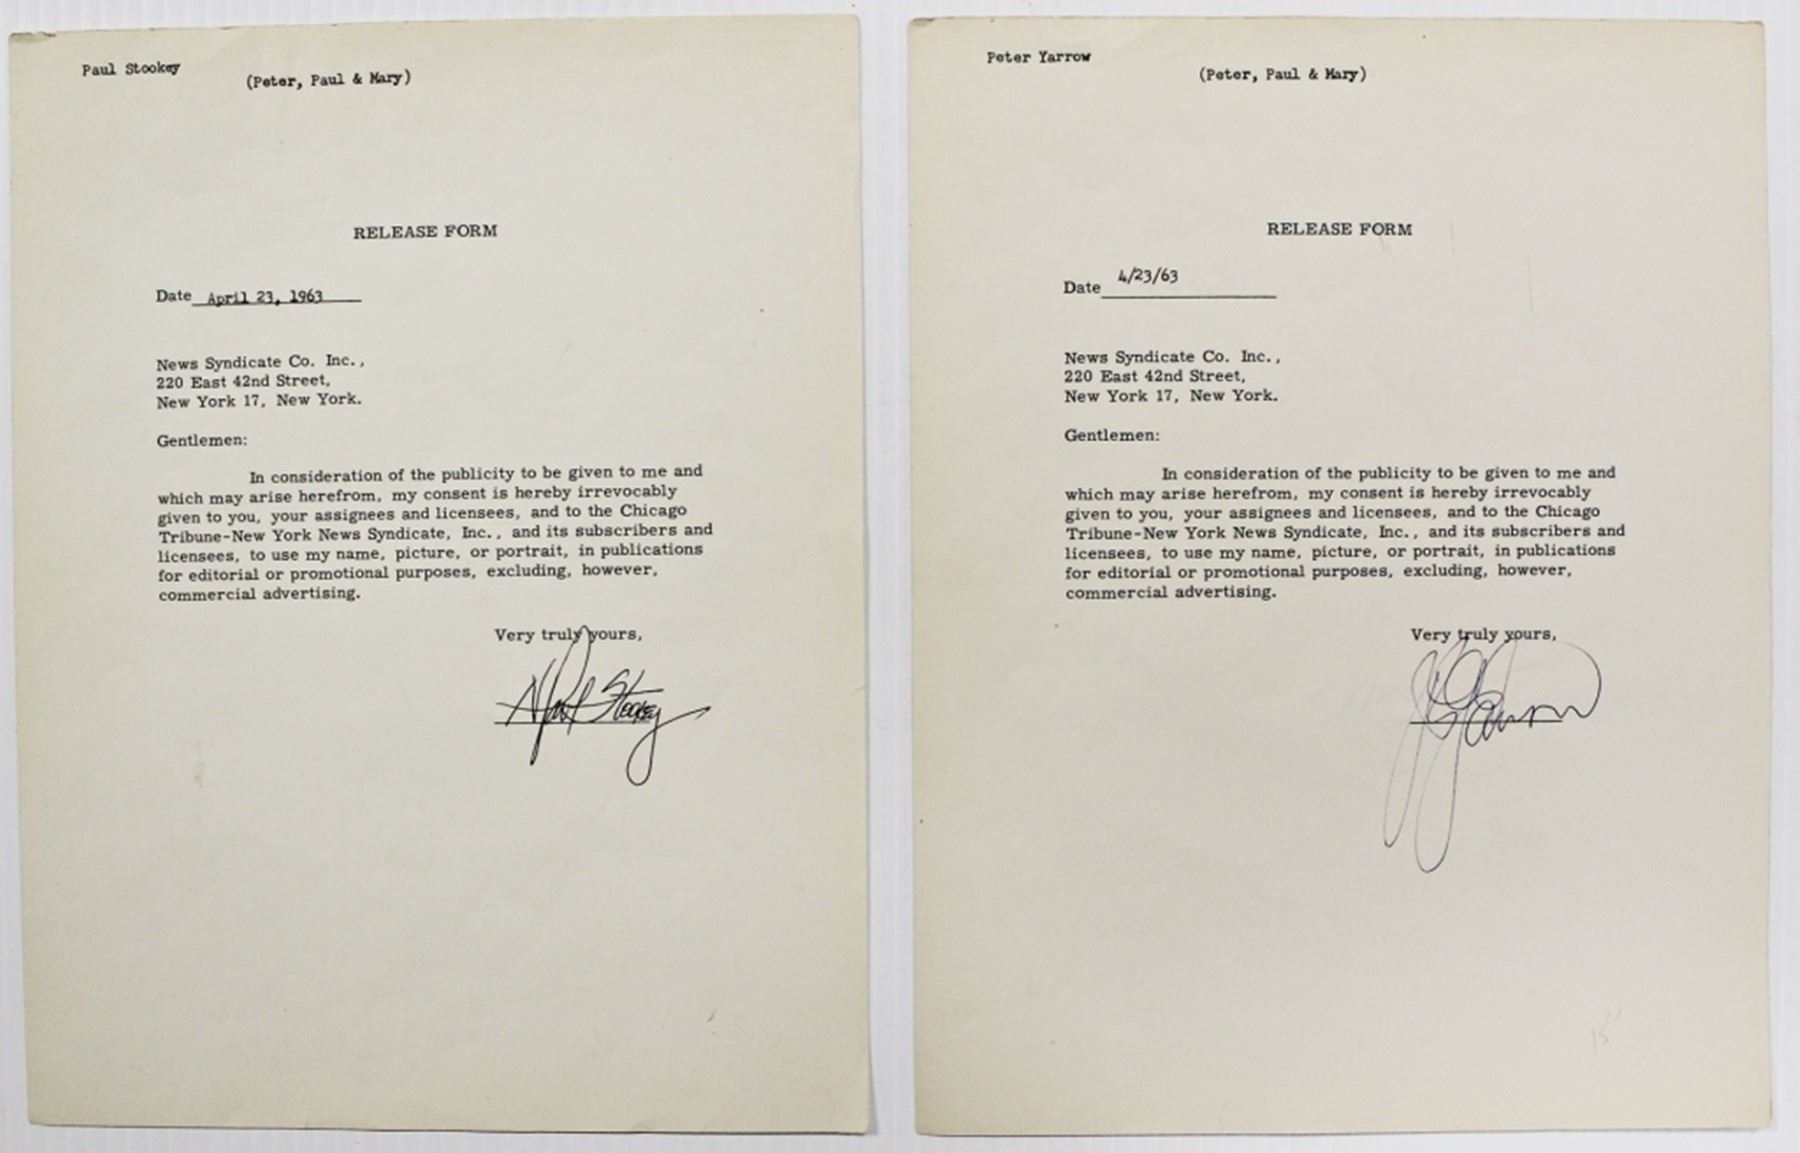 Paul Stookey
(Peter, Paul & Mary)
RELEASE FORM
Date April 23, 1963
News Syndicate Co. Inc.,
220 East 42nd Street,
New York 17, New York.
Gentlemen:
In consideration of the publicity to be given to me and
which may arise herefrom, my consent is hereby irrevocably
given to you, your assignees and licensees, and to the Chicago
Tribune-New York News Syndicate, Inc., and its subscribers and
licensees, to use my name, picture, or portrait, in publications
for editorial or promotional purposes, excluding, however,
commercial advertising.
Very truly yours,
N Paul Stookey
Peter Yarrow
(Peter, Paul & Mary)
RELEASE FORM
Date 4/23/63
News Syndicate Co. Inc.,
220 East 42nd Street,
New York 17, New York.
Gentlemen:
In consideration of the publicity to be given to me and
which may arise herefrom, my consent is hereby irrevocably
given to you, your assignees and licensees, and to the Chicago
Tribune-New York News Syndicate, Inc., and its subscribers and
licensees, to use my name, picture, or portrait, in publications
for editorial or promotional purposes, excluding, however,
commercial advertising.
Very truly yours,